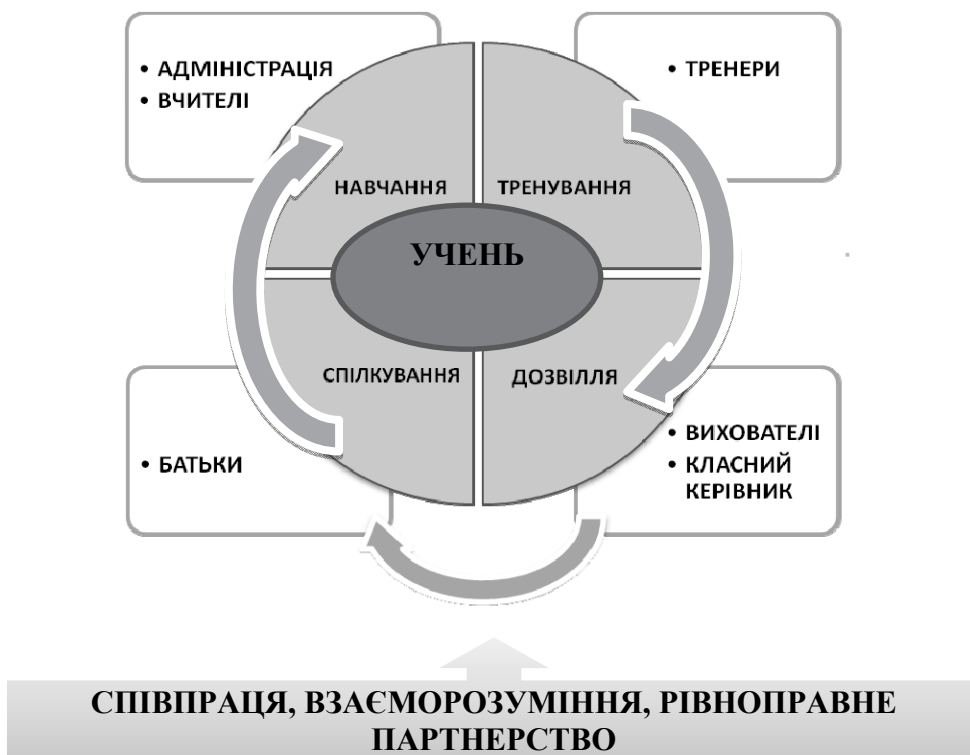 • АДМІНІСТРАЦІЯ
• ВЧИТЕЛІ
• ТРЕНЕРИ
НАВЧАННЯ
ТРЕНУВАННЯ
УЧЕНЬ
СПІЛКУВАННЯ
ДОЗВІЛЛЯ
• БАТЬКИ
• ВИХОВАТЕЛІ
• КЛАСНИЙ
КЕРІВНИК
СПІВПРАЦЯ, ВЗАЄМОРОЗУМІННЯ, РІВНОПРАВНЕ
ПАРТНЕРСТВО